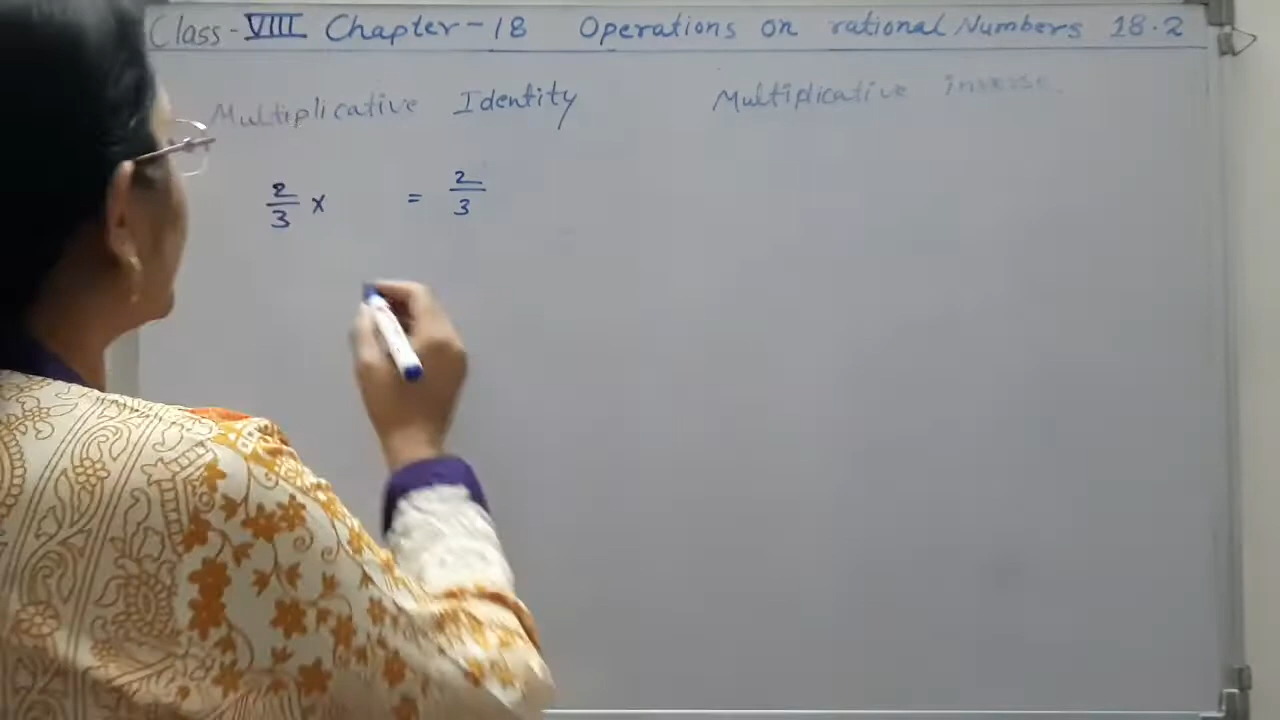 Class-VIII Chapter-18 Operations on rational Numbers 18.2
Multiplicative Identity Multiplicative inverse.
2/3 x = 2/3